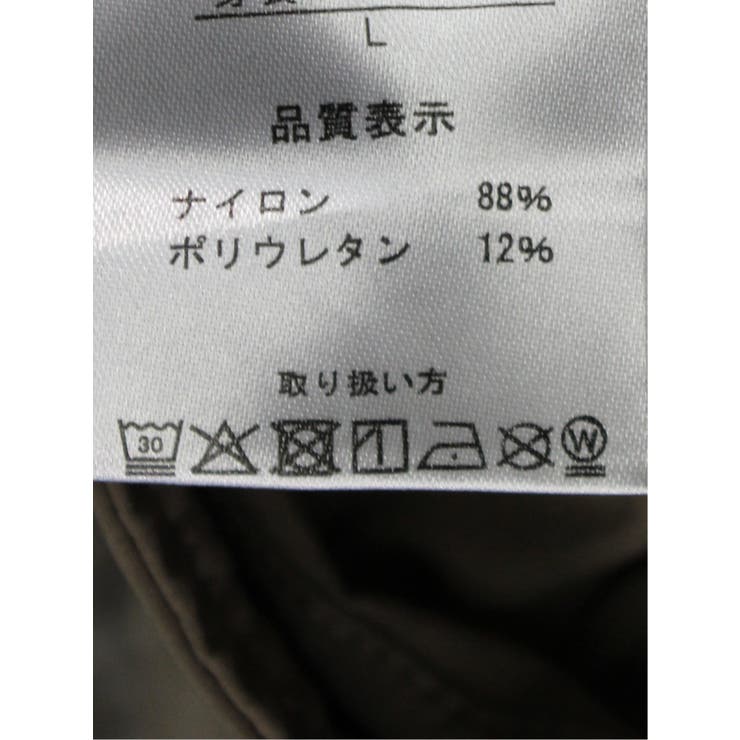 L
品質表示
ナイロン 88%
ポリウレタン 12%
取り扱い方
30 W